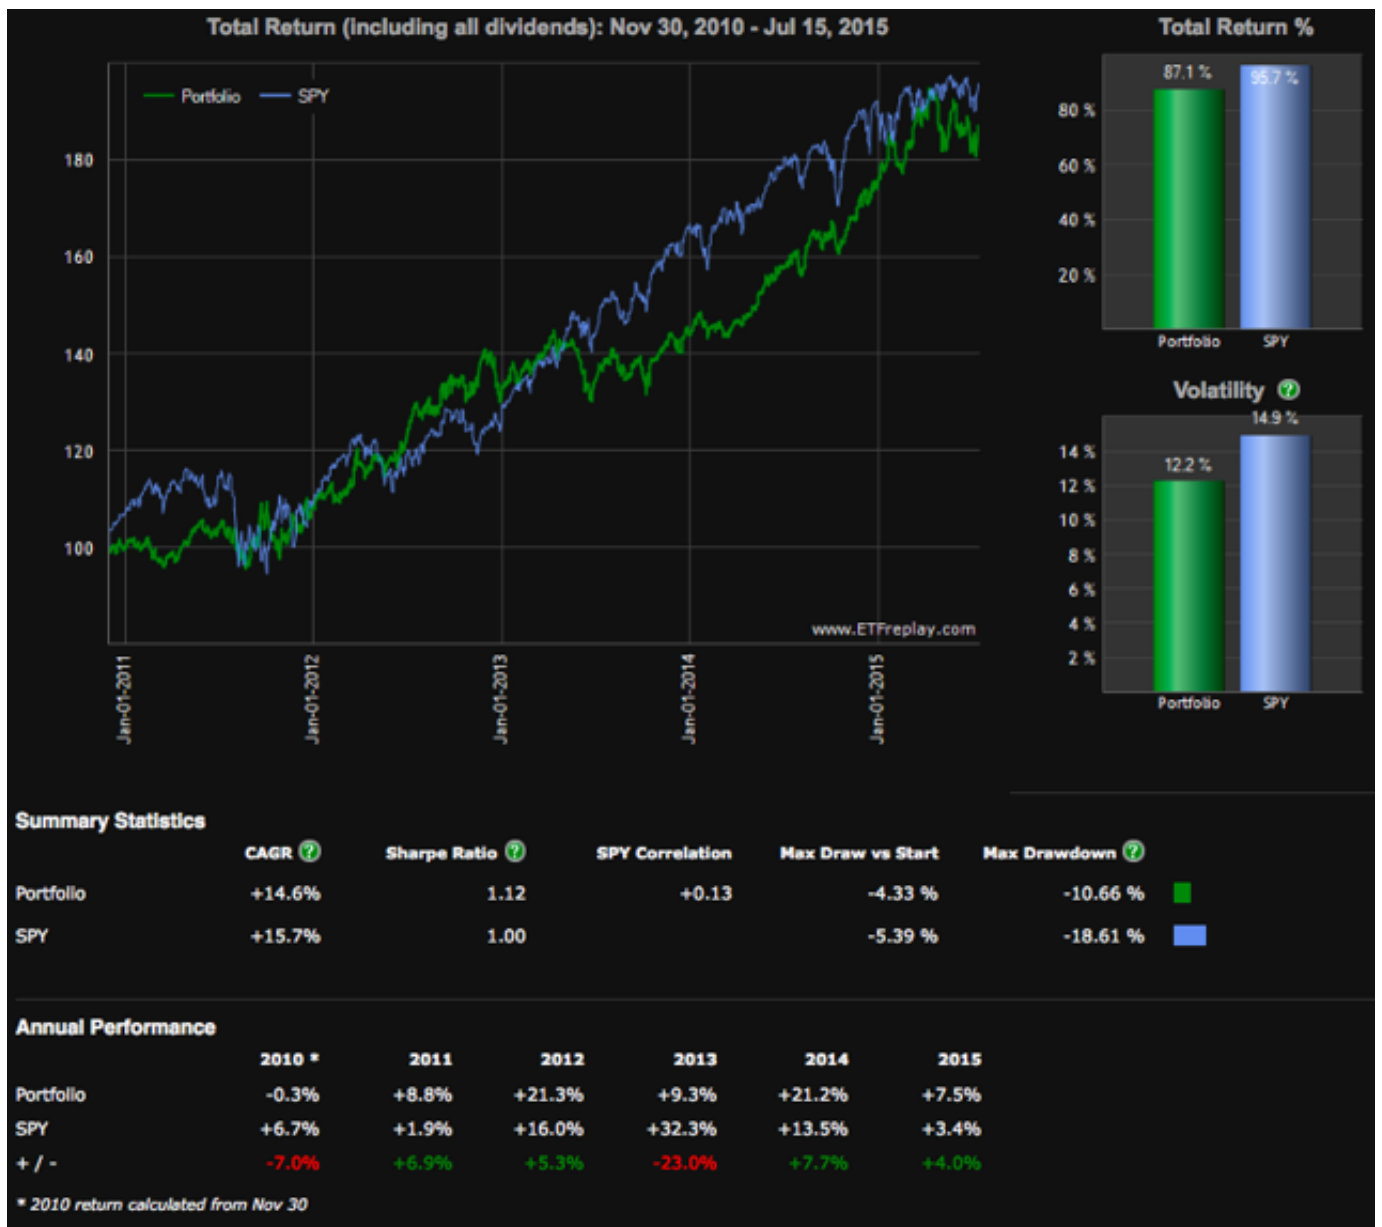 Total Return (including all dividends): Nov 30, 2010 - Jul 15, 2015
Portfolio SPY
180
160
140
120
100
www.ETFreplay.com
Jan-01-2011
Jan-01-2012
Jan-01-2013
Jan-01-2014
Jan-01-2015
Total Return %
87.1 % 95.7 %
80 %
60 %
40 %
20 %
Portfolio SPY
Volatility ?
14.9 %
12.2 %
14 %
12 %
10 %
8 %
6 %
4 %
2 %
Portfolio SPY
Summary Statistics
CAGR ? Sharpe Ratio ? SPY Correlation Max Draw vs Start Max Drawdown ?
Portfolio +14.6% 1.12 +0.13 -4.33 % -10.66 %
SPY +15.7% 1.00 -5.39 % -18.61 %
Annual Performance
2010 * 2011 2012 2013 2014 2015
Portfolio -0.3% +8.8% +21.3% +9.3% +21.2% +7.5%
SPY +6.7% +1.9% +16.0% +32.3% +13.5% +3.4%
+ / - -7.0% +6.9% +5.3% -23.0% +7.7% +4.0%
* 2010 return calculated from Nov 30